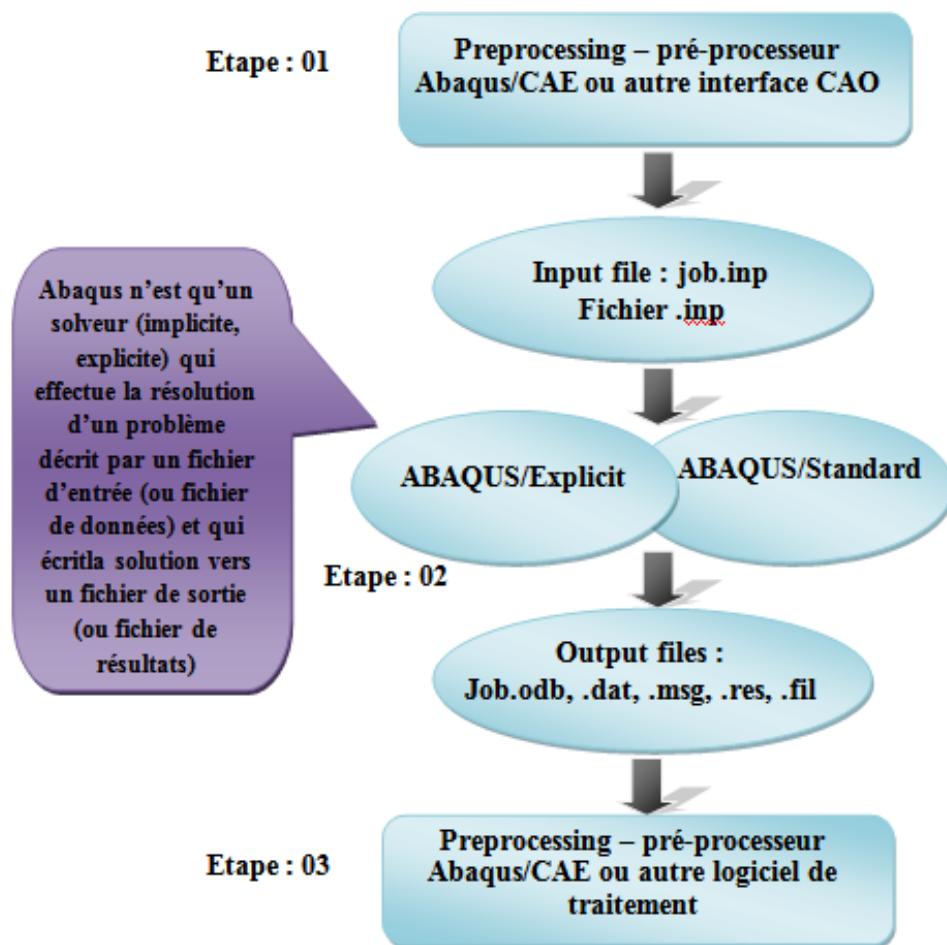 Etape : 01
Preprocessing – pré-processeur
Abaqus/CAE ou autre interface CAO
Input file : job.inp
Fichier .inp
Abaqus n’est qu’un
solveur (implicite,
explicite) qui
effectue la résolution
d’un problème
décrit par un fichier
d’entrée (ou fichier
de données) et qui
écritla solution vers
un fichier de sortie
(ou fichier de
résultats)
ABAQUS/Explicit
ABAQUS/Standard
Etape : 02
Output files :
Job.odb, .dat, .msg, .res, .fil
Etape : 03
Preprocessing – pré-processeur
Abaqus/CAE ou autre logiciel de
traitement